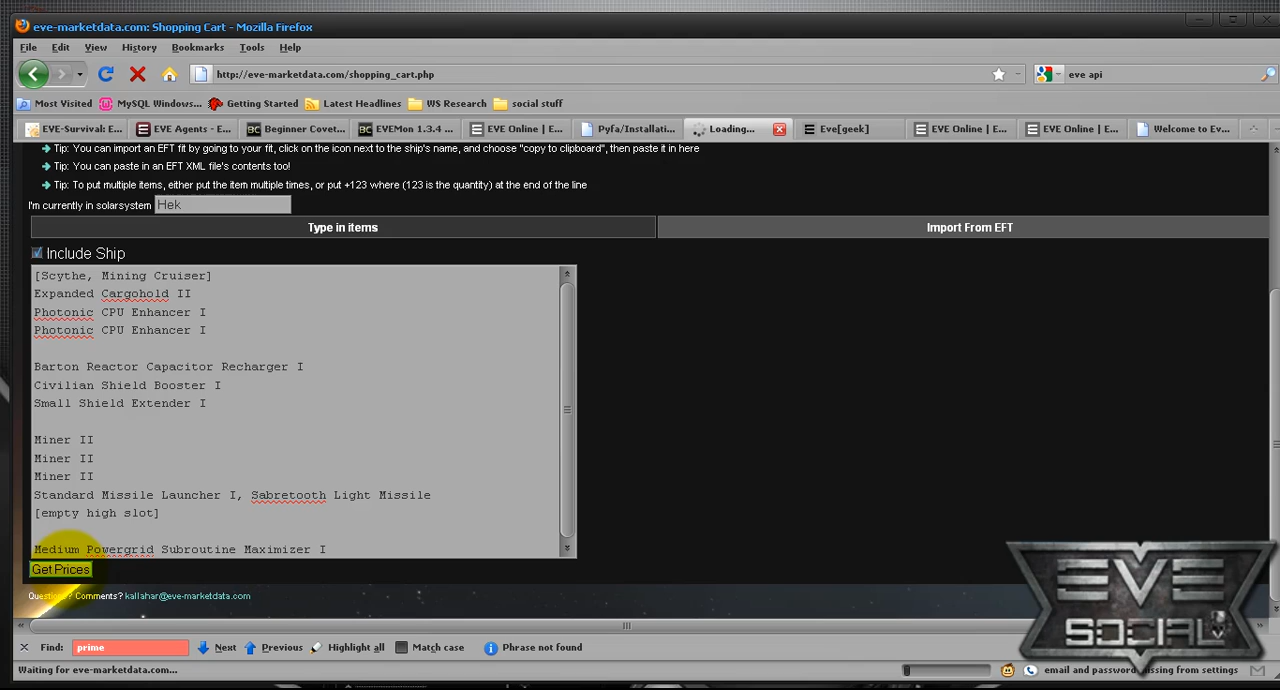 eve-marketdata.com: Shopping Cart - Mozilla Firefox
File Edit View History Bookmarks Tools Help
http://eve-marketdata.com/shopping_cart.php eve api
Most Visited MySQL Windows... Getting Started Latest Headlines WS Research social stuff
EVE-Survival: E... EVE Agents - E... Beginner Covet... EVEMon 1.3.4 ... EVE Online | E... Pyfa/Installati... Loading... Eve[geek] EVE Online | E... EVE Online | E... Welcome to Ev...
Tip: You can import an EFT fit by going to your fit, click on the icon next to the ship's name, and choose "copy to clipboard", then paste it in here
Tip: You can paste in an EFT XML file's contents too!
Tip: To put multiple items, either put the item multiple times, or put +123 where (123 is the quantity) at the end of the line
I'm currently in solarsystem Hek
Type in items Import From EFT
Include Ship
[Scythe, Mining Cruiser]
Expanded Cargohold II
Photonic CPU Enhancer I
Photonic CPU Enhancer I
Barton Reactor Capacitor Recharger I
Civilian Shield Booster I
Small Shield Extender I
Miner II
Miner II
Miner II
Standard Missile Launcher I, Sabretooth Light Missile
[empty high slot]
Medium Powergrid Subroutine Maximizer I
Get Prices
Questions? Comments? kallahar@eve-marketdata.com
EVE
SOCIAL
Find: prime Next Previous Highlight all Match case Phrase not found
Waiting for eve-marketdata.com... email and password missing from settings